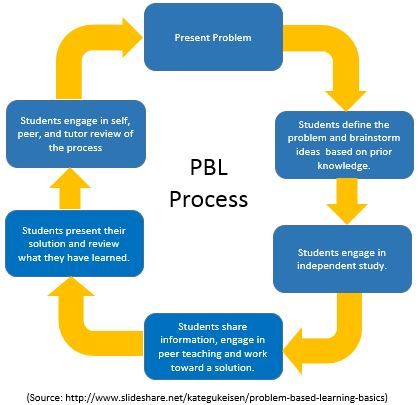 Present Problem
Students define the
problem and brainstorm
ideas based on prior
knowledge.
Students engage in
independent study.
Students share
information, engage in
peer teaching and work
toward a solution.
Students present their
solution and review
what they have learned.
Students engage in self,
peer, and tutor review of
the process
PBL
Process
(Source: http://www.slideshare.net/kategukeisen/problem-based-learning-basics)